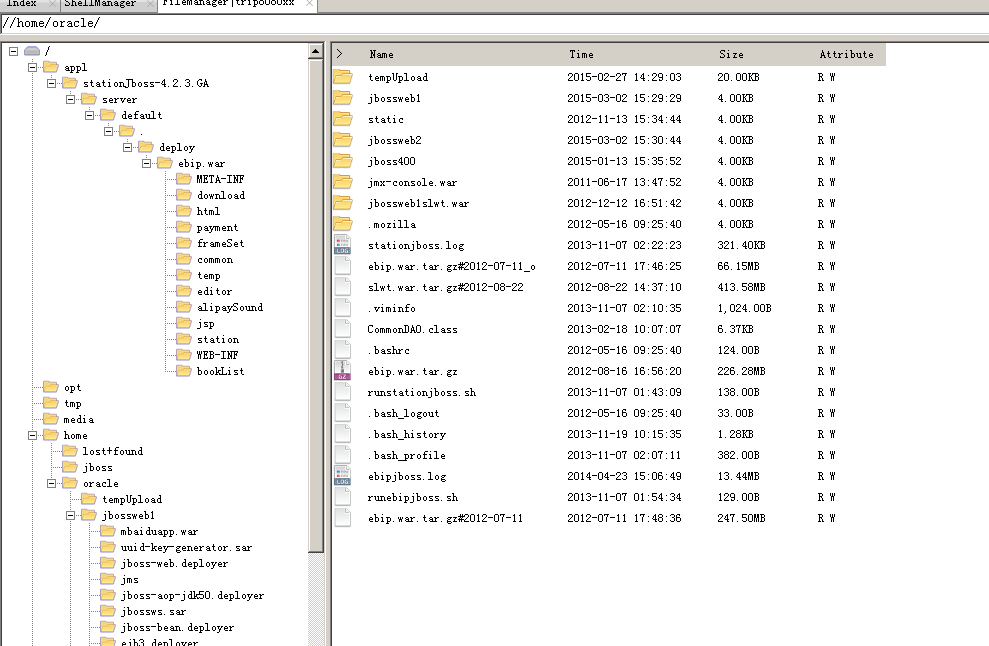 Index ShellManager FileManager|trip0o0xx
//home/oracle/
/
appl
stationJboss-4.2.3.GA
server
default
.
deploy
ebip.war
META-INF
download
html
payment
frameSet
common
temp
editor
alipaySound
jsp
station
WEB-INF
bookList
opt
tmp
media
home
lost+found
jboss
oracle
tempUpload
jbossweb1
mbaiduapp.war
uuid-key-generator.sar
jboss-web.deployer
jms
jboss-aop-jdk50.deployer
jbossws.sar
jboss-bean.deployer
ejb3.deployer
Name Time Size Attribute
tempUpload 2015-02-27 14:29:03 20.00KB R W
jbossweb1 2015-03-02 15:29:29 4.00KB R W
static 2012-11-13 15:34:44 4.00KB R W
jbossweb2 2015-03-02 15:30:44 4.00KB R W
jboss400 2015-01-13 15:35:52 4.00KB R W
jmx-console.war 2011-06-17 13:47:52 4.00KB R W
jbossweb1slwt.war 2012-12-12 16:51:42 4.00KB R W
.mozilla 2012-05-16 09:25:40 4.00KB R W
stationjboss.log 2013-11-07 02:22:23 321.40KB R W
ebip.war.tar.gz#2012-07-11_o 2012-07-11 17:46:25 66.15MB R W
slwt.war.tar.gz#2012-08-22 2012-08-22 14:37:10 413.58MB R W
.viminfo 2013-11-07 02:10:35 1,024.00B R W
CommonDAO.class 2013-02-18 10:07:07 6.37KB R W
.bashrc 2012-05-16 09:25:40 124.00B R W
ebip.war.tar.gz 2012-08-16 16:56:20 226.28MB R W
runstationjboss.sh 2013-11-07 01:43:09 138.00B R W
.bash_logout 2012-05-16 09:25:40 33.00B R W
.bash_history 2013-11-19 10:15:35 1.28KB R W
.bash_profile 2013-11-07 02:07:11 382.00B R W
ebipjboss.log 2014-04-23 15:06:49 13.44MB R W
runebipjboss.sh 2013-11-07 01:54:34 129.00B R W
ebip.war.tar.gz#2012-07-11 2012-07-11 17:48:36 247.50MB R W